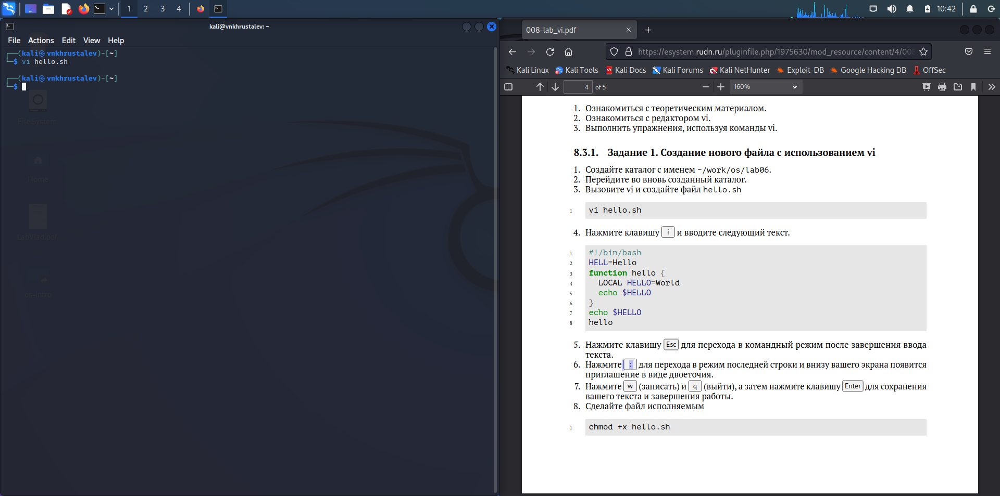 1 2 3 4 10:42
kali@vnkhrustalev: ~
File Actions Edit View Help
(kali㉿vnkhrustalev)-[~]
$ vi hello.sh
(kali㉿vnkhrustalev)-[~]
$
File System
Home
LabVlad.pdf
os-intro
008-lab_vi.pdf
https://esystem.rudn.ru/pluginfile.php/1975630/mod_resource/content/4/008
Kali Linux Kali Tools Kali Docs Kali Forums Kali NetHunter Exploit-DB Google Hacking DB OffSec
4 of 5 160%
1. Ознакомиться с теоретическим материалом.
2. Ознакомиться с редактором vi.
3. Выполнить упражнения, используя команды vi.
8.3.1. Задание 1. Создание нового файла с использованием vi
1. Создайте каталог с именем ~/work/os/lab06.
2. Перейдите во вновь созданный каталог.
3. Вызовите vi и создайте файл hello.sh
1 vi hello.sh
4. Нажмите клавишу i и вводите следующий текст.
1 #!/bin/bash
2 HELL=Hello
3 function hello {
4 LOCAL HELLO=World
5 echo $HELLO
6 }
7 echo $HELLO
8 hello
5. Нажмите клавишу Esc для перехода в командный режим после завершения ввода
текста.
6. Нажмите : для перехода в режим последней строки и внизу вашего экрана появится
приглашение в виде двоеточия.
7. Нажмите w (записать) и q (выйти), а затем нажмите клавишу Enter для сохранения
вашего текста и завершения работы.
8. Сделайте файл исполняемым
1 chmod +x hello.sh